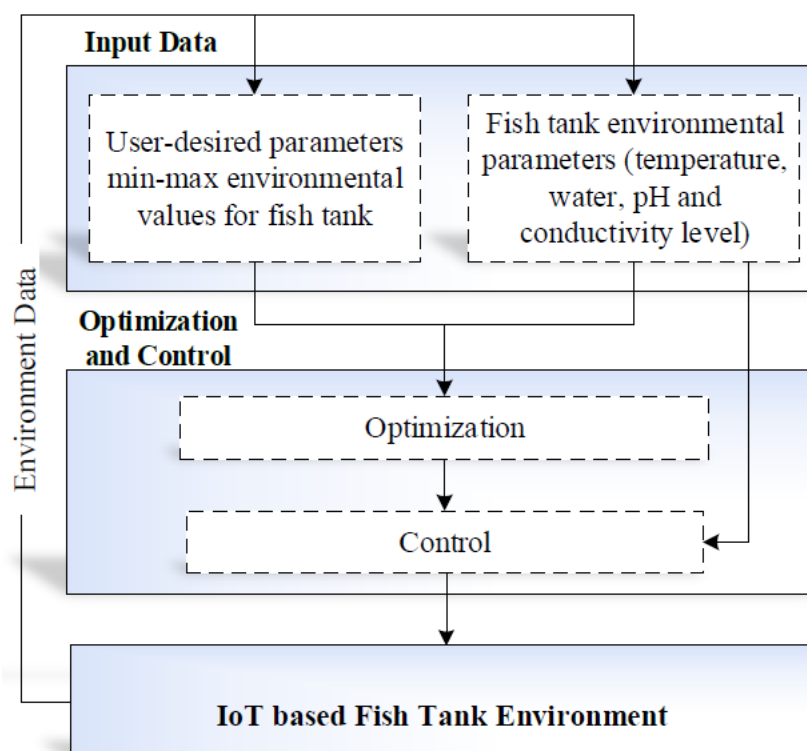 Input Data
User-desired parameters
min-max environmental
values for fish tank
Fish tank environmental
parameters (temperature,
water, pH and
conductivity level)
Environment Data
Optimization
and Control
Optimization
Control
IoT based Fish Tank Environment